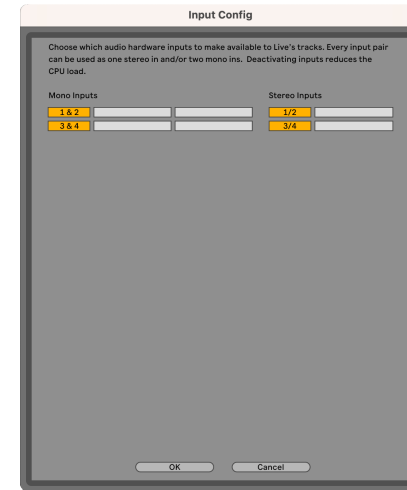 Input Config
Choose which audio hardware inputs to make available to Live's tracks. Every input pair
can be used as one stereo in and/or two mono ins. Deactivating inputs reduces the
CPU load.
Mono Inputs Stereo Inputs
1 & 2 1/2
3 & 4 3/4
OK Cancel